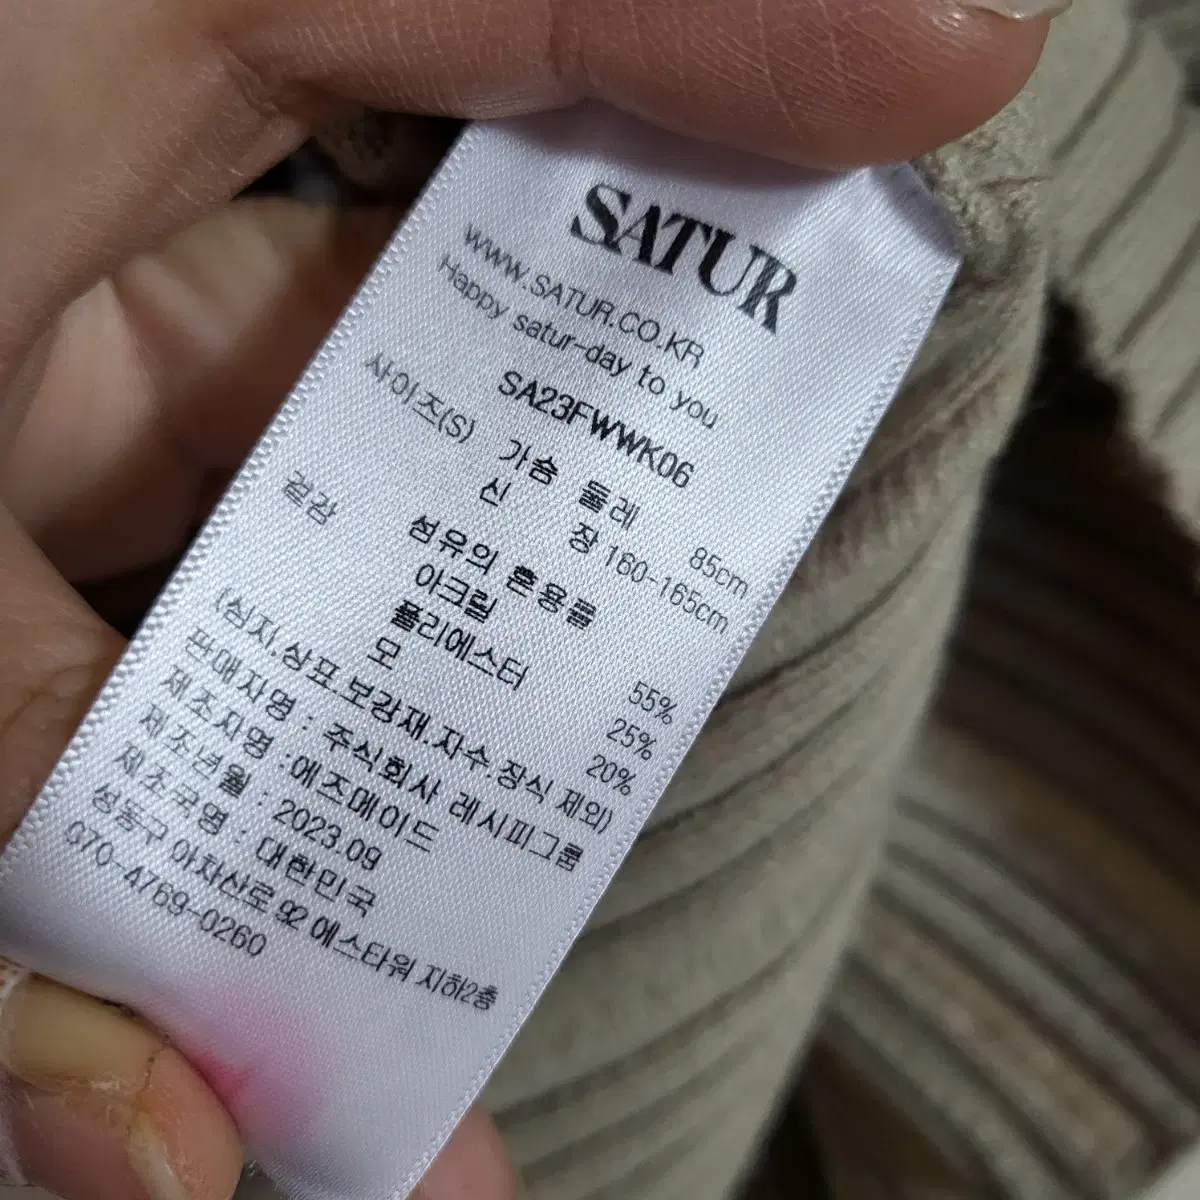 SATUR
WWW.SATUR.CO.KR
Happy satur-day to you
SA23FWWK06
사이즈(S) 가슴 둘레 85cm
신 장 160-165cm
섬유의 혼용률
겉감 아크릴 55%
폴리에스터 25%
모 20%
(심지,상표,보강재,자수,장식 제외)
판매자명 : 주식회사 레시피그룹
제조자명 : 에즈메이드
제조년월 : 2023.09
제조국명 : 대한민국
성동구 아차산로 92 에스타워 지하2층
070-4769-0260